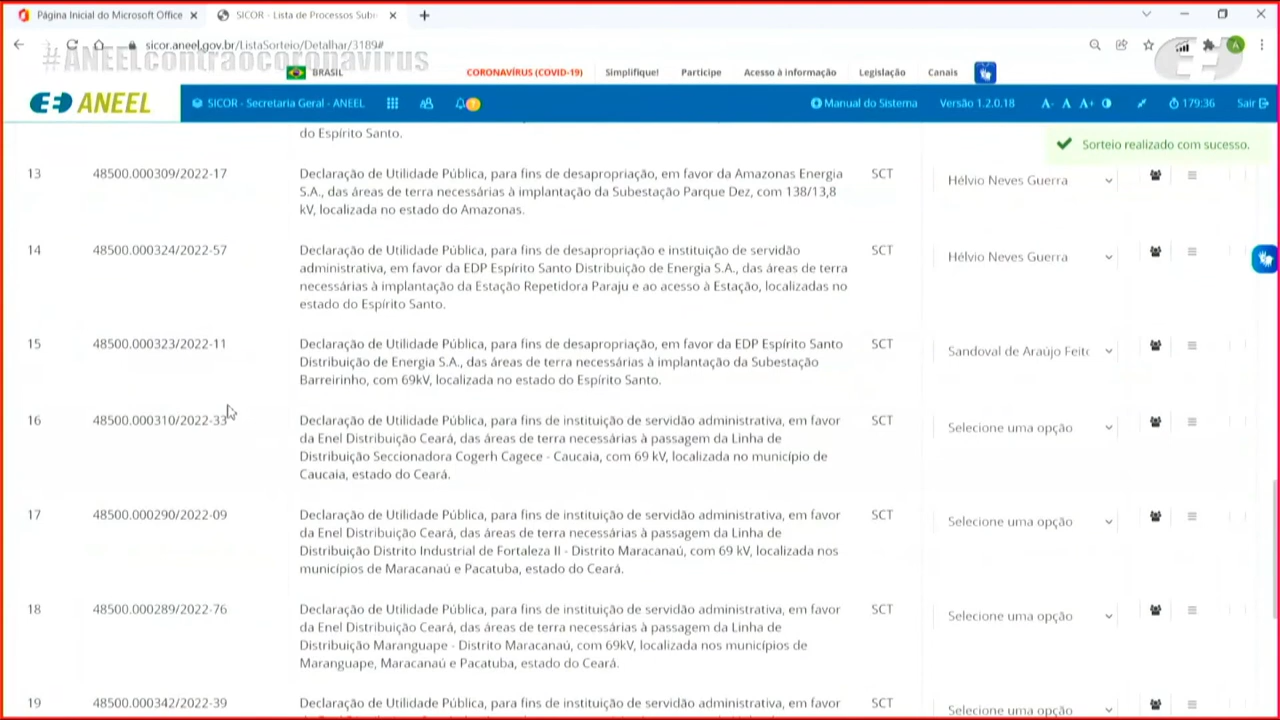 Página Inicial do Microsoft Office
SICOR - Lista de Processos Sub
sicor.aneel.gov.br/ListaSorteio/Detalhar/3189#
#ANEELcontraocoronavírus
A
BRASIL
CORONAVÍRUS (COVID-19)
Simplifique!
Participe
Acesso à informação
Legislação
Canais
ANEEL
SICOR - Secretaria Geral - ANEEL
Manual do Sistema
Versão 1.2.0.18
A- A A+
179:36
Sair
do Espírito Santo.
Sorteio realizado com sucesso.
13
48500.000309/2022-17
Declaração de Utilidade Pública, para fins de desapropriação, em favor da Amazonas Energia
S.A., das áreas de terra necessárias à implantação da Subestação Parque Dez, com 138/13,8
kV, localizada no estado do Amazonas.
SCT
Hélvio Neves Guerra
14
48500.000324/2022-57
Declaração de Utilidade Pública, para fins de desapropriação e instituição de servidão
administrativa, em favor da EDP Espírito Santo Distribuição de Energia S.A., das áreas de terra
necessárias à implantação da Estação Repetidora Paraju e ao acesso à Estação, localizadas no
estado do Espírito Santo.
SCT
Hélvio Neves Guerra
15
48500.000323/2022-11
Declaração de Utilidade Pública, para fins de desapropriação, em favor da EDP Espírito Santo
Distribuição de Energia S.A., das áreas de terra necessárias à implantação da Subestação
Barreirinho, com 69kV, localizada no estado do Espírito Santo.
SCT
Sandoval de Araújo Feito
16
48500.000310/2022-33
Declaração de Utilidade Pública, para fins de instituição de servidão administrativa, em favor
da Enel Distribuição Ceará, das áreas de terra necessárias à passagem da Linha de
Distribuição Seccionadora Cogerh Cagece - Caucaia, com 69 kV, localizada no município de
Caucaia, estado do Ceará.
SCT
Selecione uma opção
17
48500.000290/2022-09
Declaração de Utilidade Pública, para fins de instituição de servidão administrativa, em favor
da Enel Distribuição Ceará, das áreas de terra necessárias à passagem da Linha de
Distribuição Distrito Industrial de Fortaleza II - Distrito Maracanaú, com 69 kV, localizada nos
municípios de Maracanaú e Pacatuba, estado do Ceará.
SCT
Selecione uma opção
18
48500.000289/2022-76
Declaração de Utilidade Pública, para fins de instituição de servidão administrativa, em favor
da Enel Distribuição Ceará, das áreas de terra necessárias à passagem da Linha de
Distribuição Maranguape - Distrito Maracanaú, com 69kV, localizada nos municípios de
Maranguape, Maracanaú e Pacatuba, estado do Ceará.
SCT
Selecione uma opção
19
48500.000342/2022-39
Declaração de Utilidade Pública, para fins de instituição de servidão administrativa, em favor
SCT
Selecione uma opção